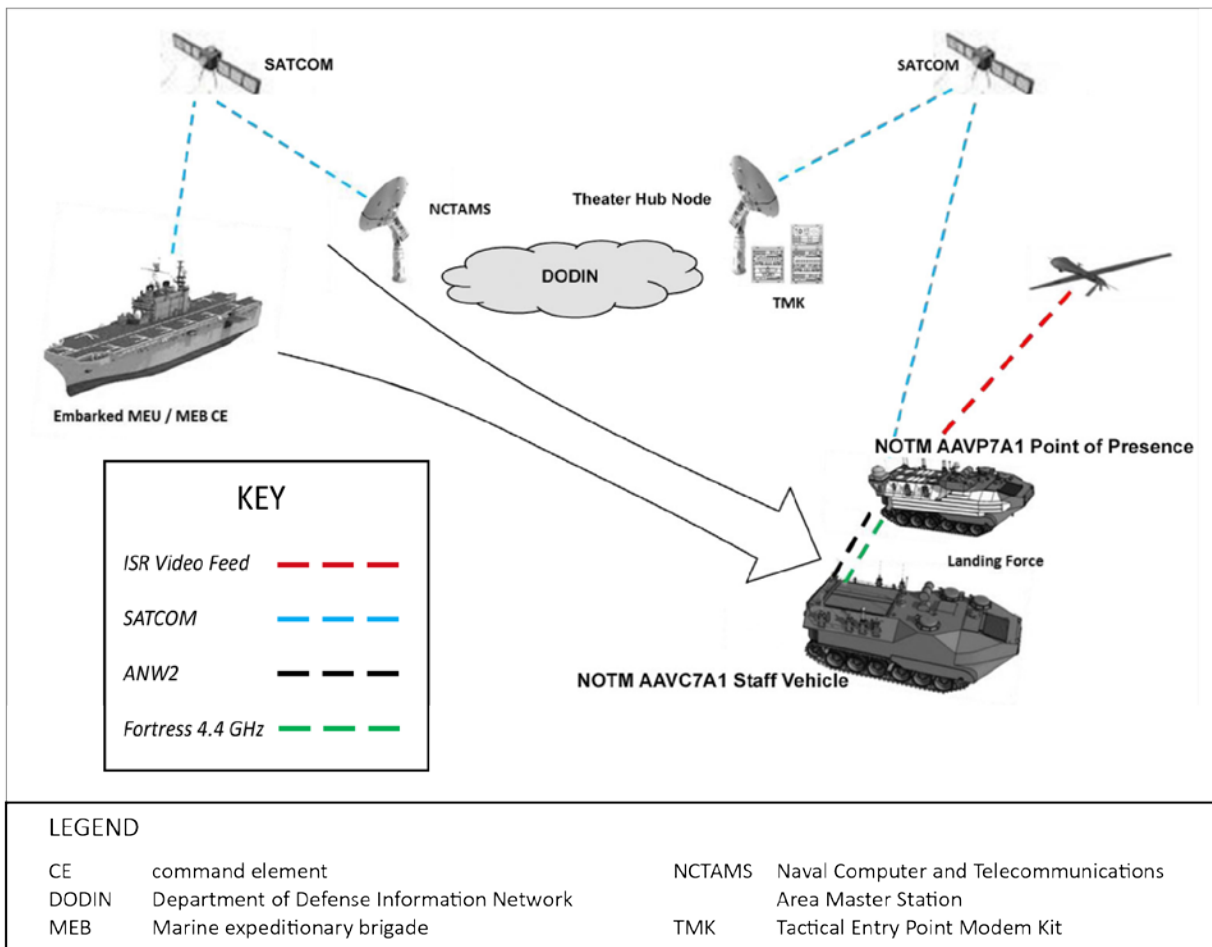 SATCOM
SATCOM
NCTAMS
Theater Hub Node
DODIN
TMK
Embarked MEU / MEB CE
NOTM AAVP7A1 Point of Presence
Landing Force
NOTM AAVC7A1 Staff Vehicle
KEY
ISR Video Feed
SATCOM
ANW2
Fortress 4.4 GHz
LEGEND
CE command element
DODIN Department of Defense Information Network
MEB Marine expeditionary brigade
NCTAMS Naval Computer and Telecommunications
Area Master Station
TMK Tactical Entry Point Modem Kit